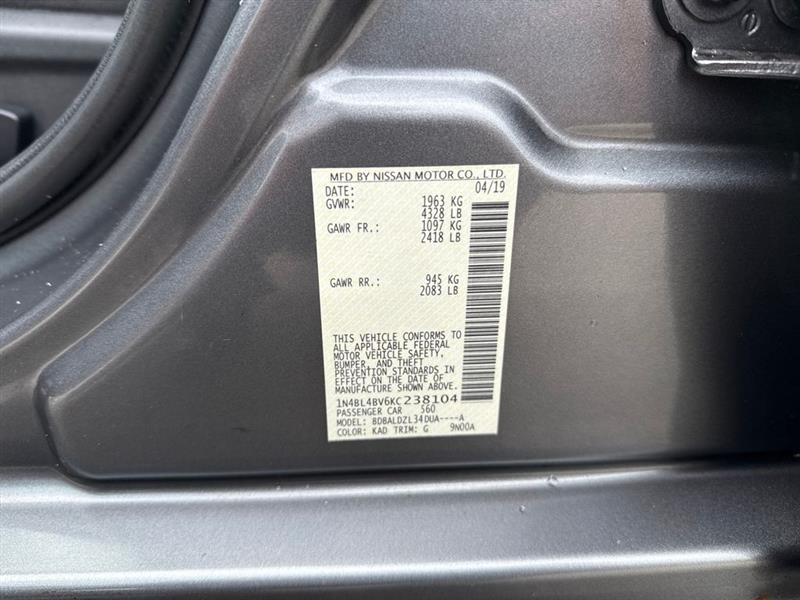 MFD BY NISSAN MOTOR CO., LTD.
DATE: 04/19
GVWR: 1963 KG
4328 LB
GAWR FR.: 1097 KG
2418 LB
GAWR RR.: 945 KG
2083 LB
THIS VEHICLE CONFORMS TO
ALL APPLICABLE FEDERAL
MOTOR VEHICLE SAFETY,
BUMPER, AND THEFT
PREVENTION STANDARDS IN
EFFECT ON THE DATE OF
MANUFACTURE SHOWN ABOVE.
1N4BL4BV6KC238104
PASSENGER CAR 560
MODEL: BDBALDZL34DUA----A
COLOR: KAD TRIM: G 9N00A